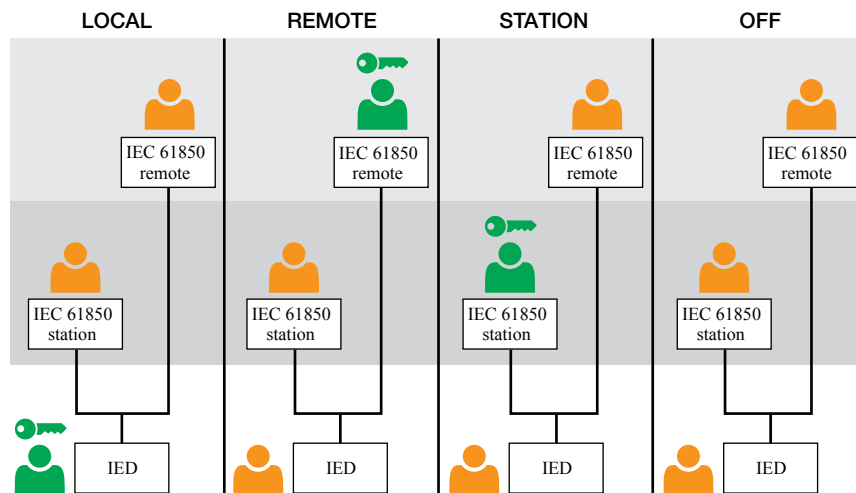 LOCAL
REMOTE
STATION
OFF
IEC 61850
remote
IEC 61850
remote
IEC 61850
remote
IEC 61850
remote
IEC 61850
station
IEC 61850
station
IEC 61850
station
IEC 61850
station
IED
IED
IED
IED